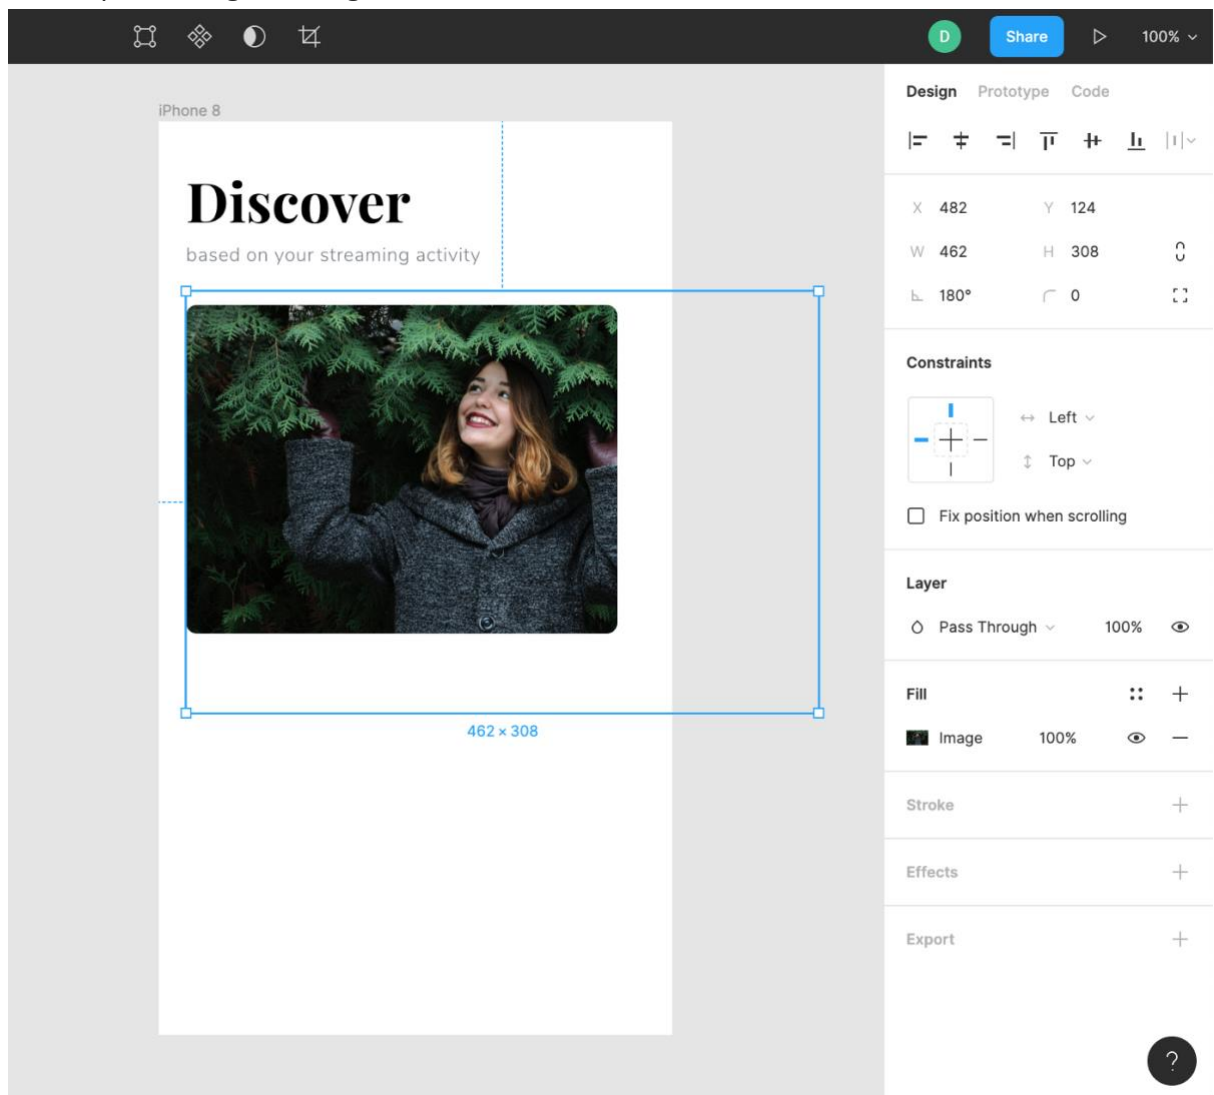 D Share 100%
Design Prototype Code
iPhone 8
Discover
based on your streaming activity
462 × 308
X 482 Y 124
W 462 H 308
180° 0
Constraints
Left
Top
Fix position when scrolling
Layer
Pass Through 100%
Fill
Image 100%
Stroke
Effects
Export
?